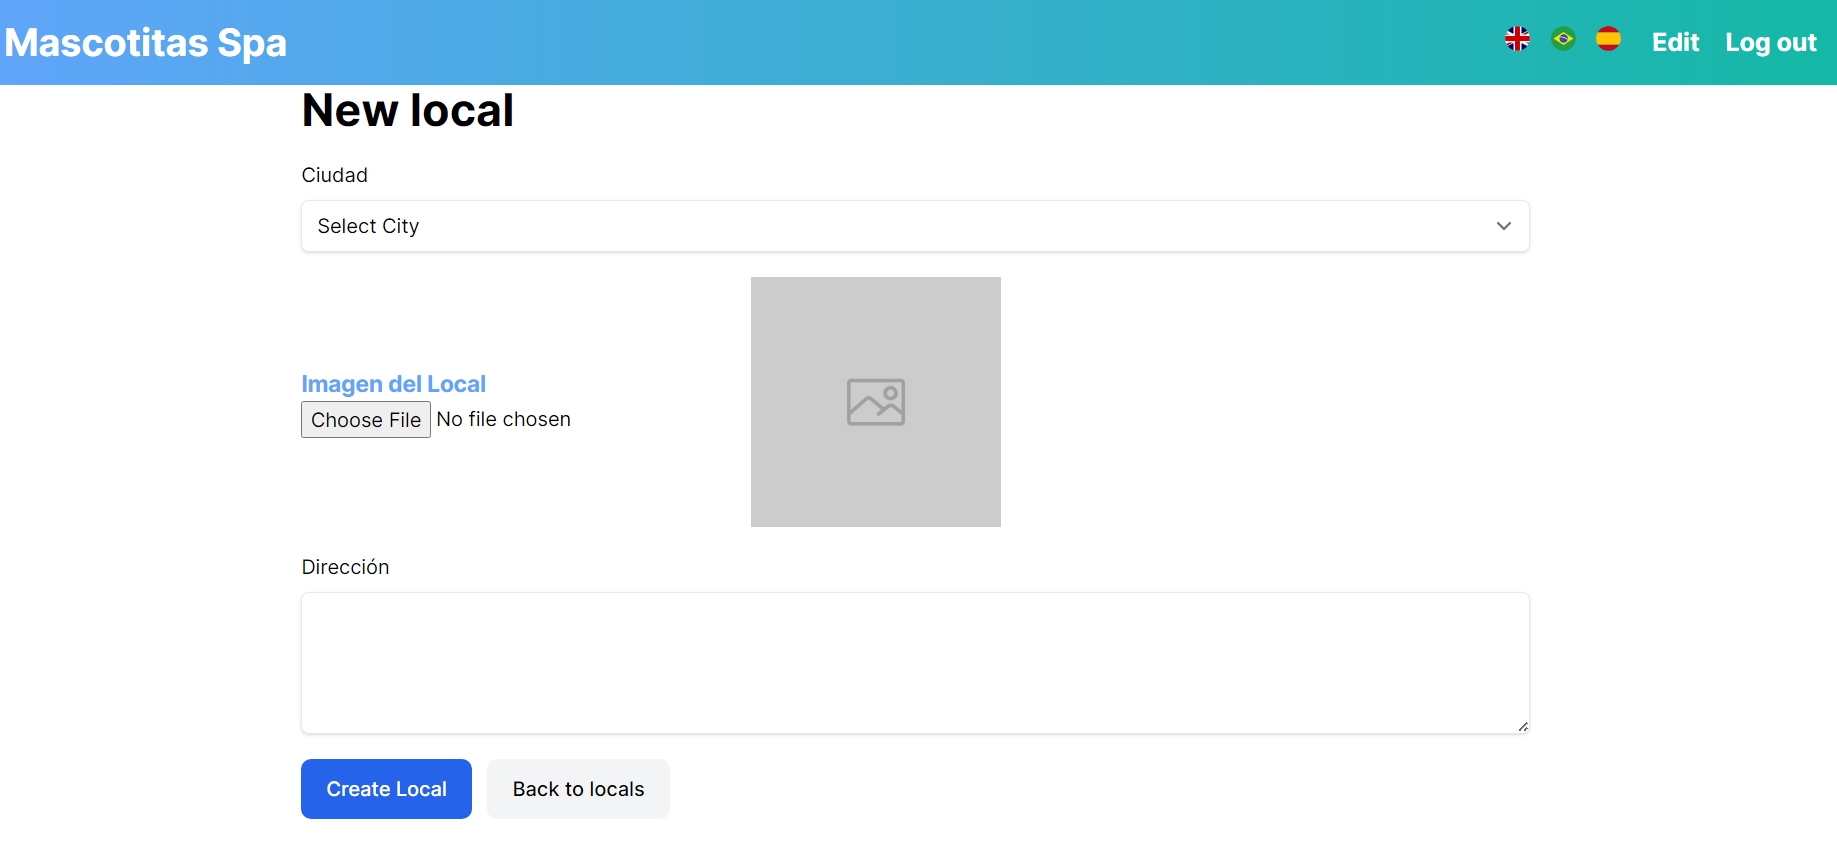 Mascotitas Spa
Edit
Log out
New local
Ciudad
Select City
Imagen del Local
Choose File No file chosen
Dirección
Create Local
Back to locals